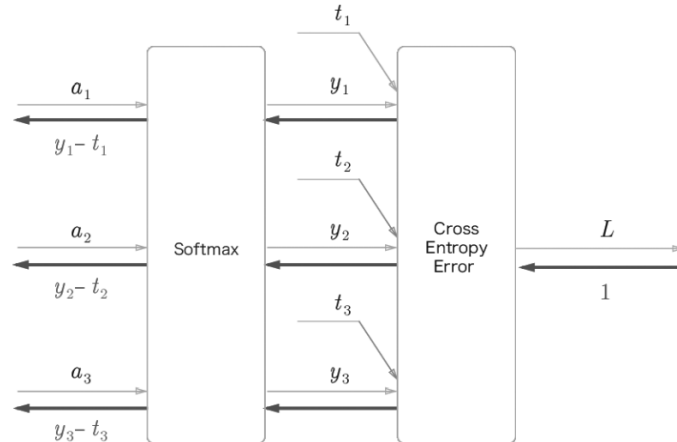 t₁
a₁
y₁
y₁ – t₁
t₂
a₂
Softmax
y₂
Cross
Entropy
Error
L
y₂ – t₂
1
t₃
a₃
y₃
y₃ – t₃